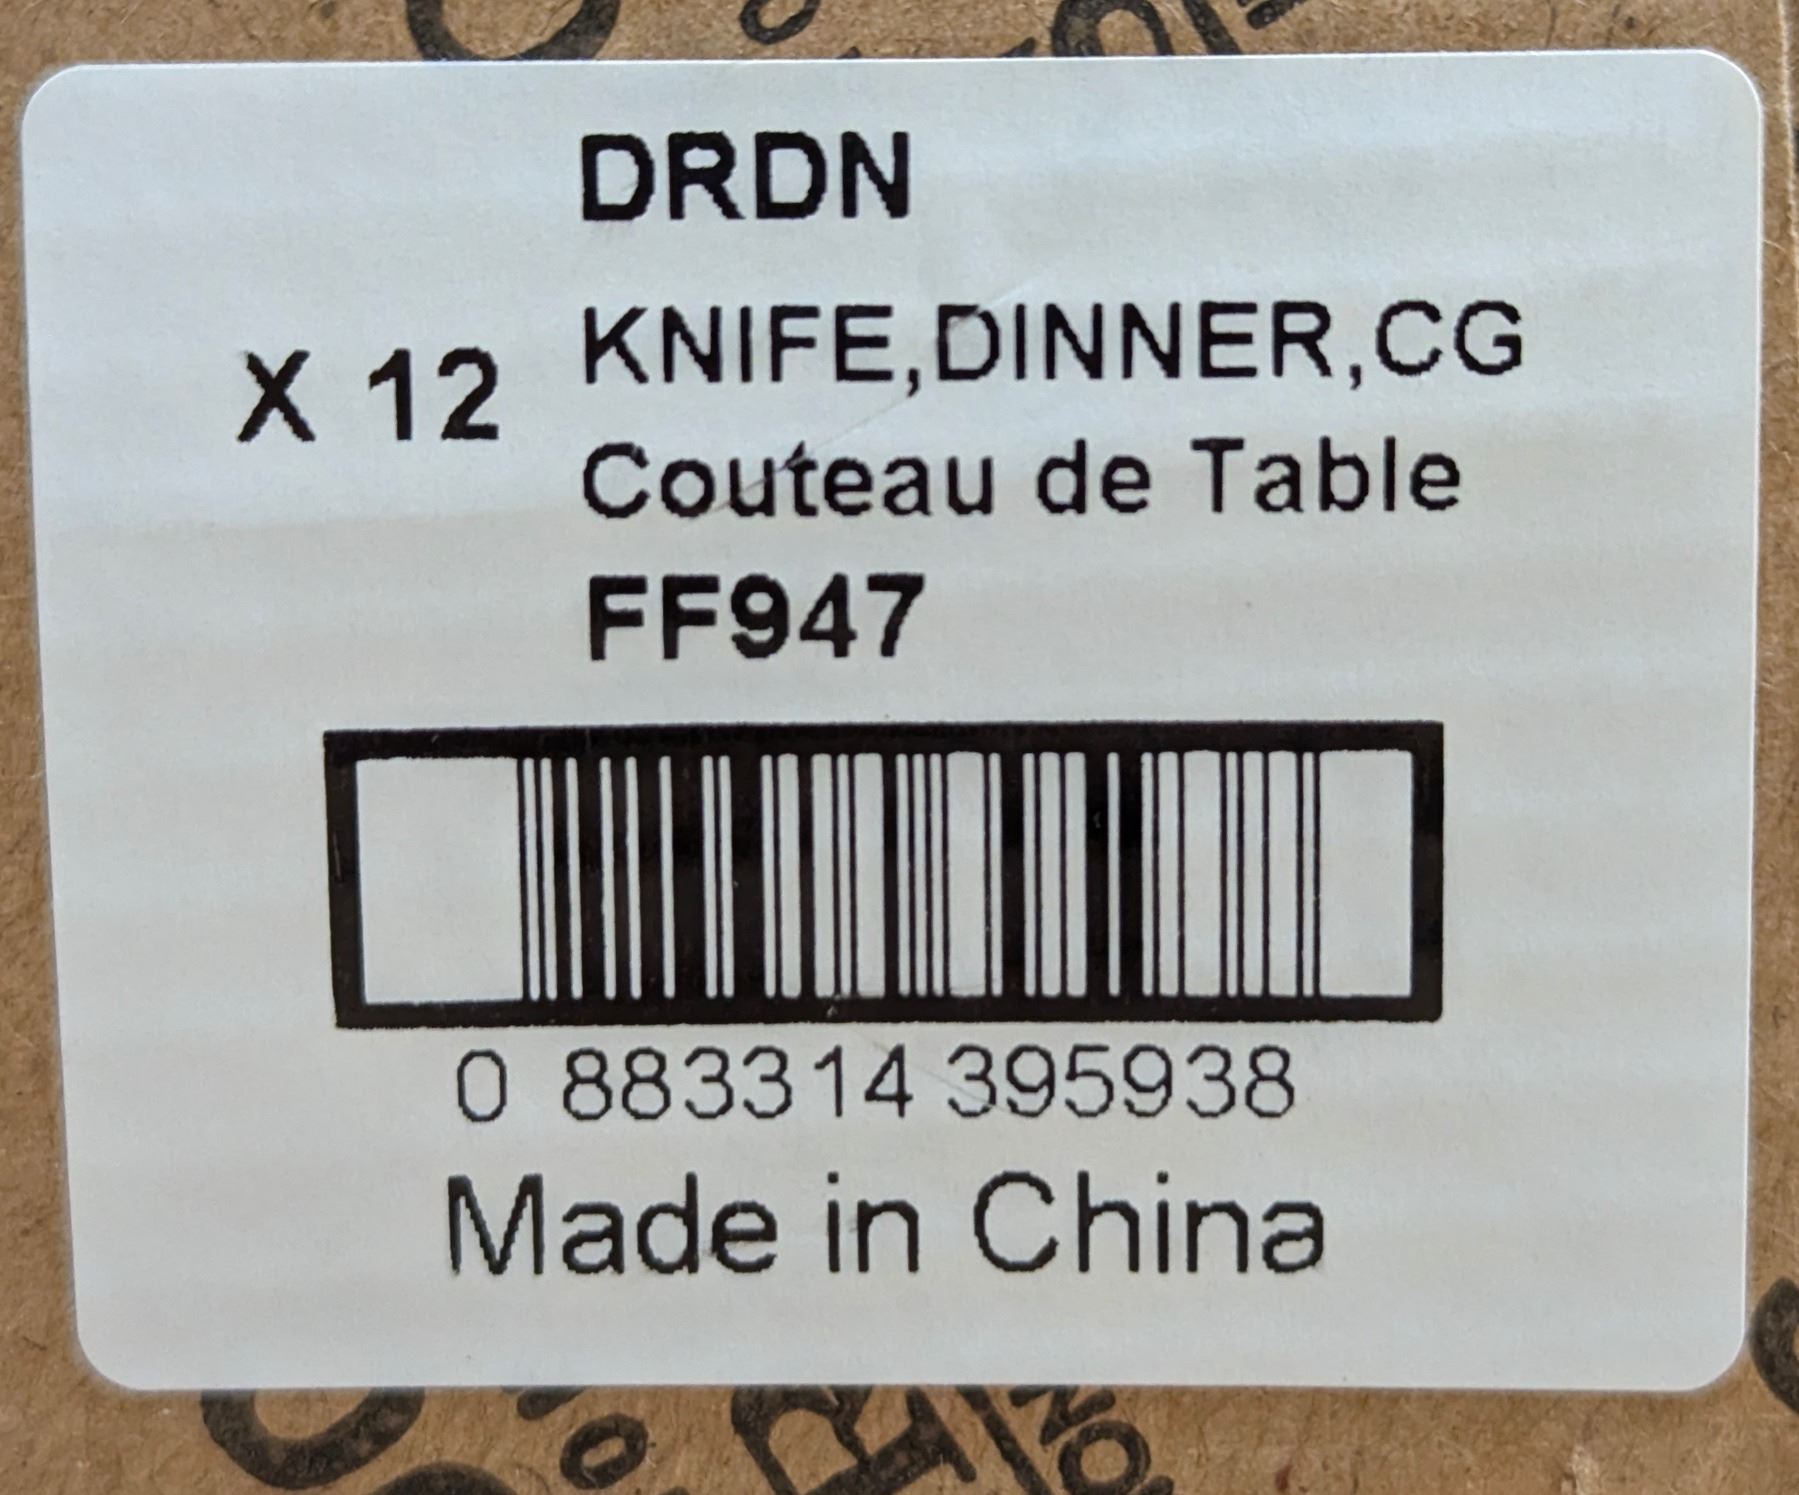 DRDN
X 12
KNIFE,DINNER,CG
Couteau de Table
FF947
0 883314 395938
Made in China